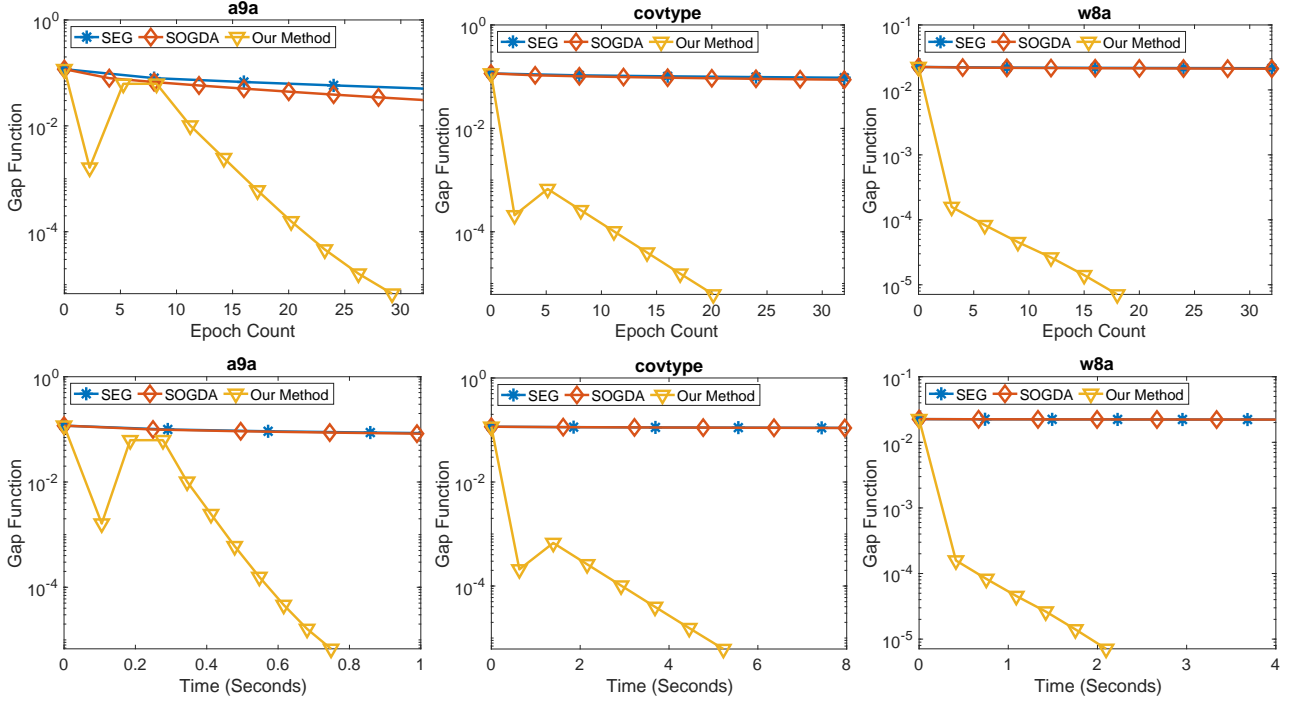 a9a
SEG SOGDA Our Method
Gap Function
10^0
10^-2
10^-4
0 5 10 15 20 25 30
Epoch Count
covtype
SEG SOGDA Our Method
Gap Function
10^0
10^-2
10^-4
0 5 10 15 20 25 30
Epoch Count
w8a
SEG SOGDA Our Method
Gap Function
10^-1
10^-2
10^-3
10^-4
10^-5
0 5 10 15 20 25 30
Epoch Count
a9a
SEG SOGDA Our Method
Gap Function
10^0
10^-2
10^-4
0 0.2 0.4 0.6 0.8 1
Time (Seconds)
covtype
SEG SOGDA Our Method
Gap Function
10^0
10^-2
10^-4
0 2 4 6 8
Time (Seconds)
w8a
SEG SOGDA Our Method
Gap Function
10^-1
10^-2
10^-3
10^-4
10^-5
0 1 2 3 4
Time (Seconds)